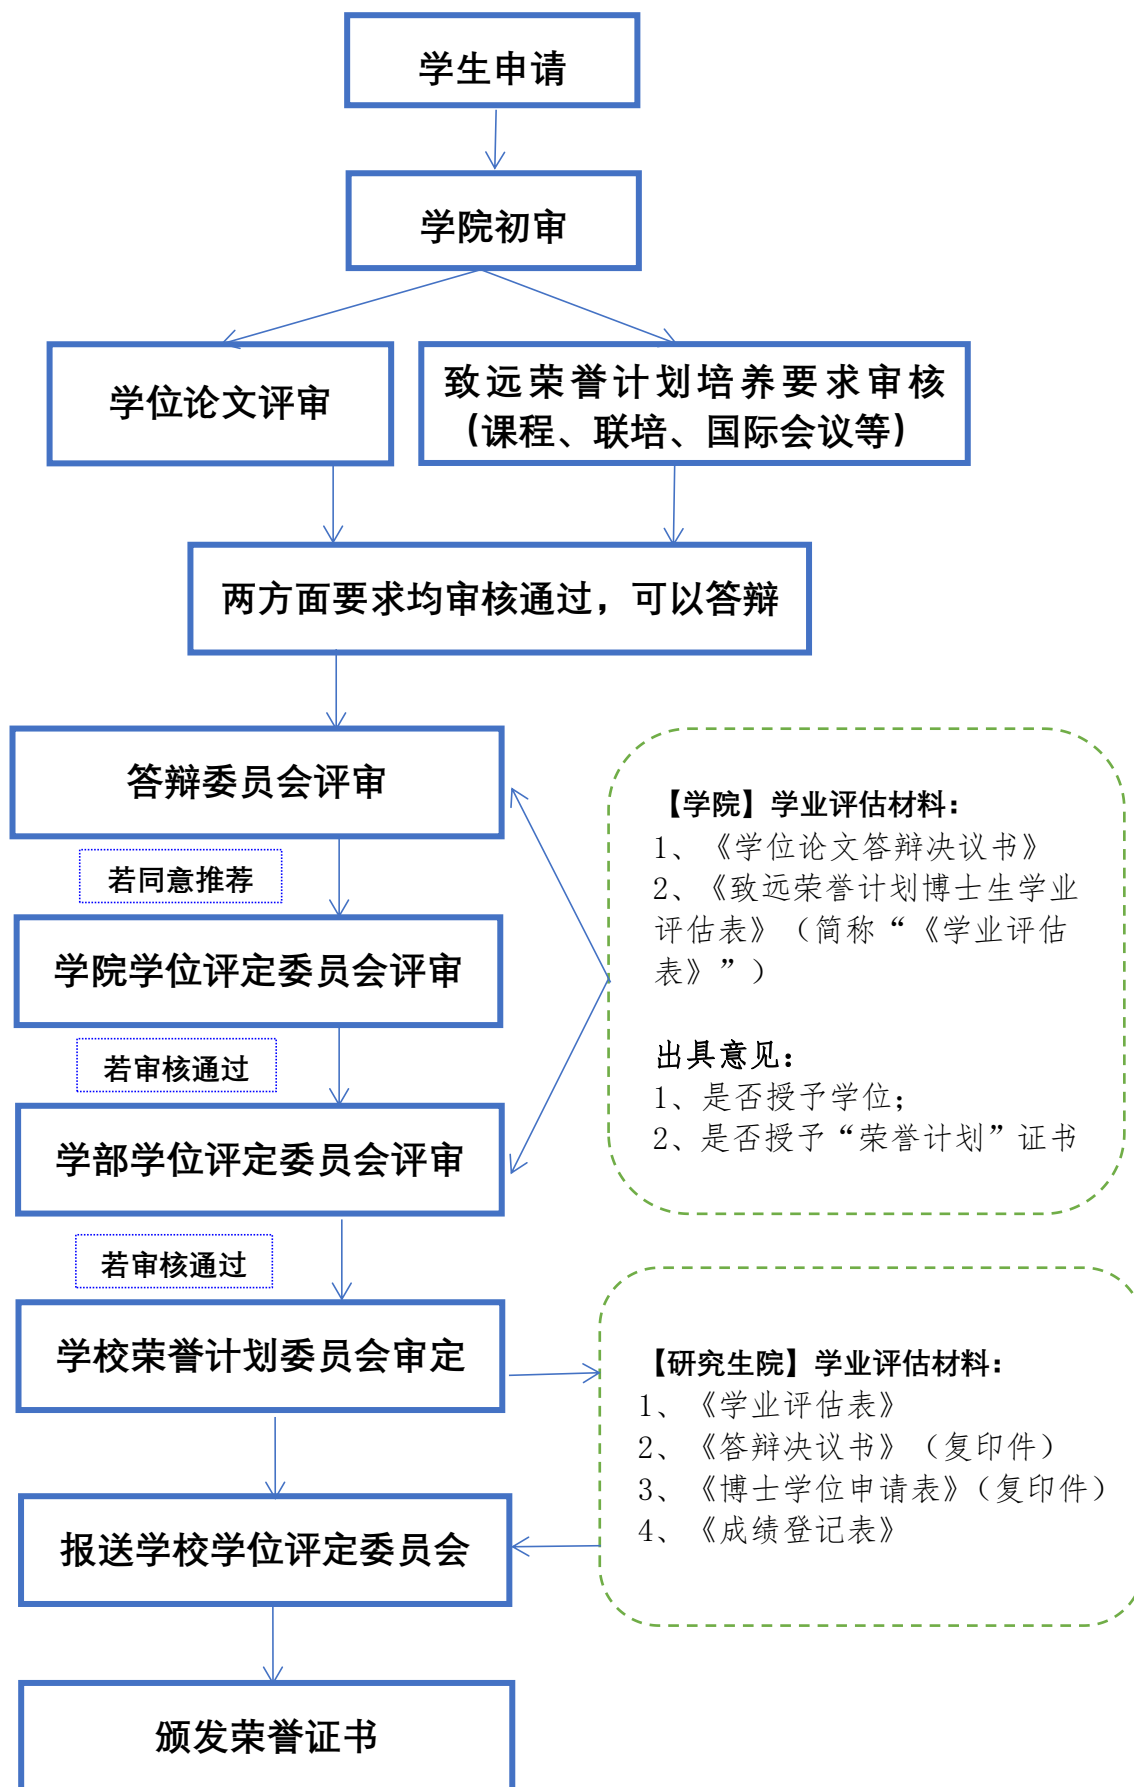 学生申请
学院初审
学位论文评审
致远荣誉计划培养要求审核
（课程、联培、国际会议等）
两方面要求均审核通过，可以答辩
答辩委员会评审
若同意推荐
学院学位评定委员会评审
若审核通过
学部学位评定委员会评审
若审核通过
学校荣誉计划委员会审定
报送学校学位评定委员会
颁发荣誉证书
【学院】学业评估材料：
1、《学位论文答辩决议书》
2、《致远荣誉计划博士生学业
评估表》（简称“《学业评估
表》”）
出具意见：
1、是否授予学位；
2、是否授予“荣誉计划”证书
【研究生院】学业评估材料：
1、《学业评估表》
2、《答辩决议书》（复印件）
3、《博士学位申请表》（复印件）
4、《成绩登记表》